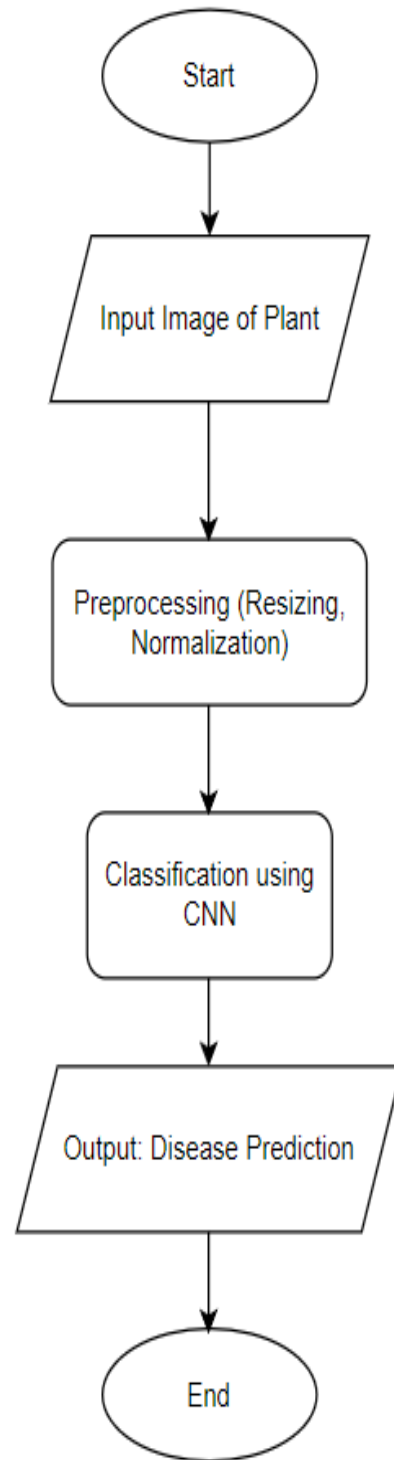 Start
Input Image of Plant
Preprocessing (Resizing,
Normalization)
Classification using
CNN
Output: Disease Prediction
End